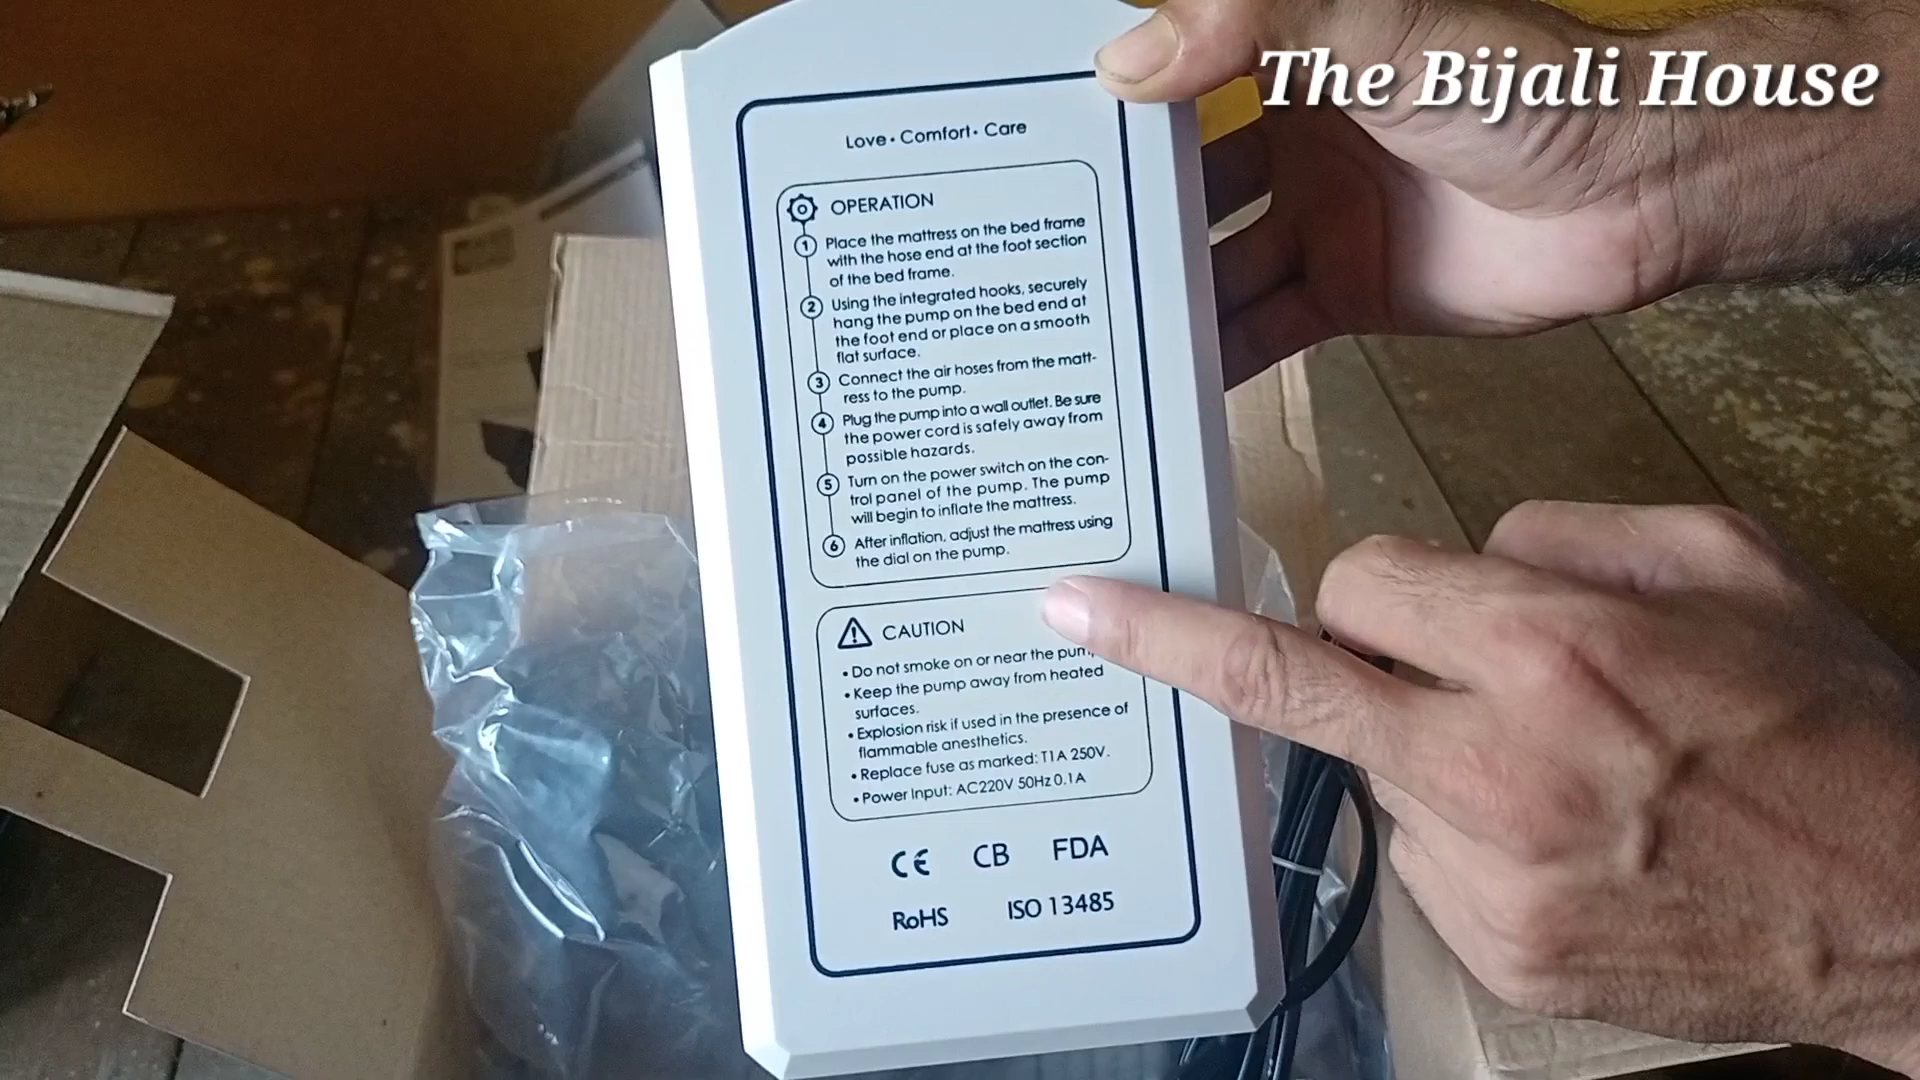 The Bijali House
Love • Comfort • Care
OPERATION
1 Place the mattress on the bed frame
with the hose end at the foot section
of the bed frame.
2 Using the integrated hooks, securely
hang the pump on the bed end at
the foot end or place on a smooth
flat surface.
3 Connect the air hoses from the matt-
ress to the pump.
4 Plug the pump into a wall outlet. Be sure
the power cord is safely away from
possible hazards.
5 Turn on the power switch on the con-
trol panel of the pump. The pump
will begin to inflate the mattress.
6 After inflation, adjust the mattress using
the dial on the pump.
CAUTION
• Do not smoke on or near the
• Keep the pump away from heated
surfaces.
• Explosion risk if used in the presence of
flammable anesthetics.
• Replace fuse as marked: T1A 250V.
• Power Input: AC220V 50Hz 0.1A
CE CB FDA
RoHS ISO 13485